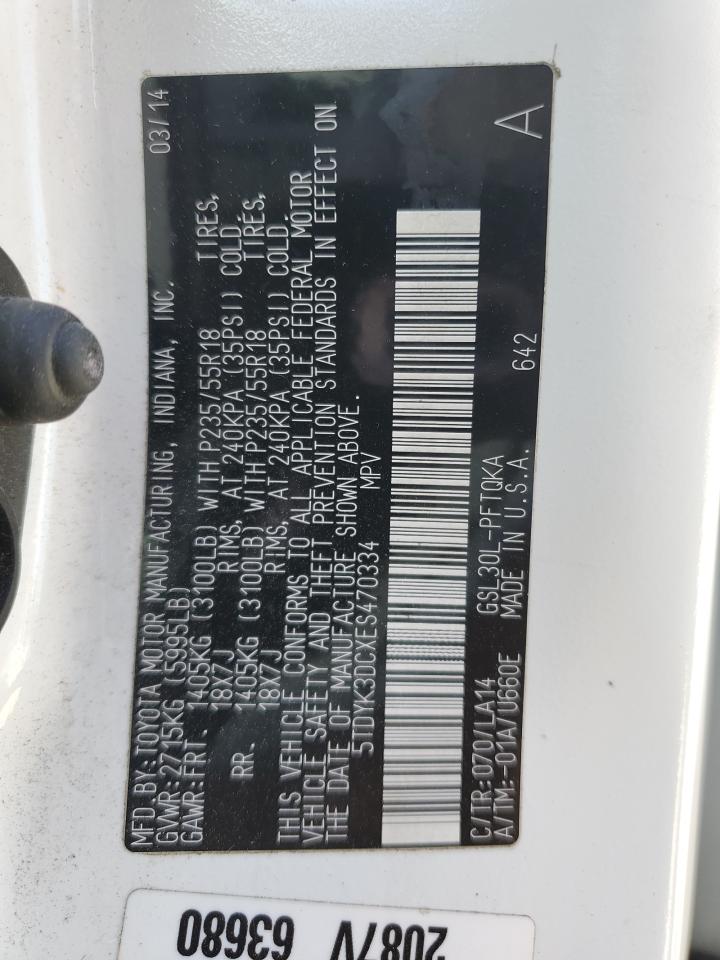 MFD.BY:TOYOTA MOTOR MANUFACTURING, INDIANA, INC. 03/14
GVWR:2715KG (5995LB)
GAWR:FRT. 1405KG (3100LB) WITH P235/55R18 TIRES,
18X7J RIMS, AT 240KPA (35PSI) COLD.
RR. 1405KG (3100LB) WITH P235/55R18 TIRES,
18X7J RIMS, AT 240KPA (35PSI) COLD.
THIS VEHICLE CONFORMS TO ALL APPLICABLE FEDERAL MOTOR
VEHICLE SAFETY AND THEFT PREVENTION STANDARDS IN EFFECT ON
THE DATE OF MANUFACTURE SHOWN ABOVE.
5TDYK3DCXES470334 MPV
C/TR:070/LA14 GSL30L-PFTQKA
A/TM:-01A/U660E MADE IN U.S.A. 642 A
2087V
63680